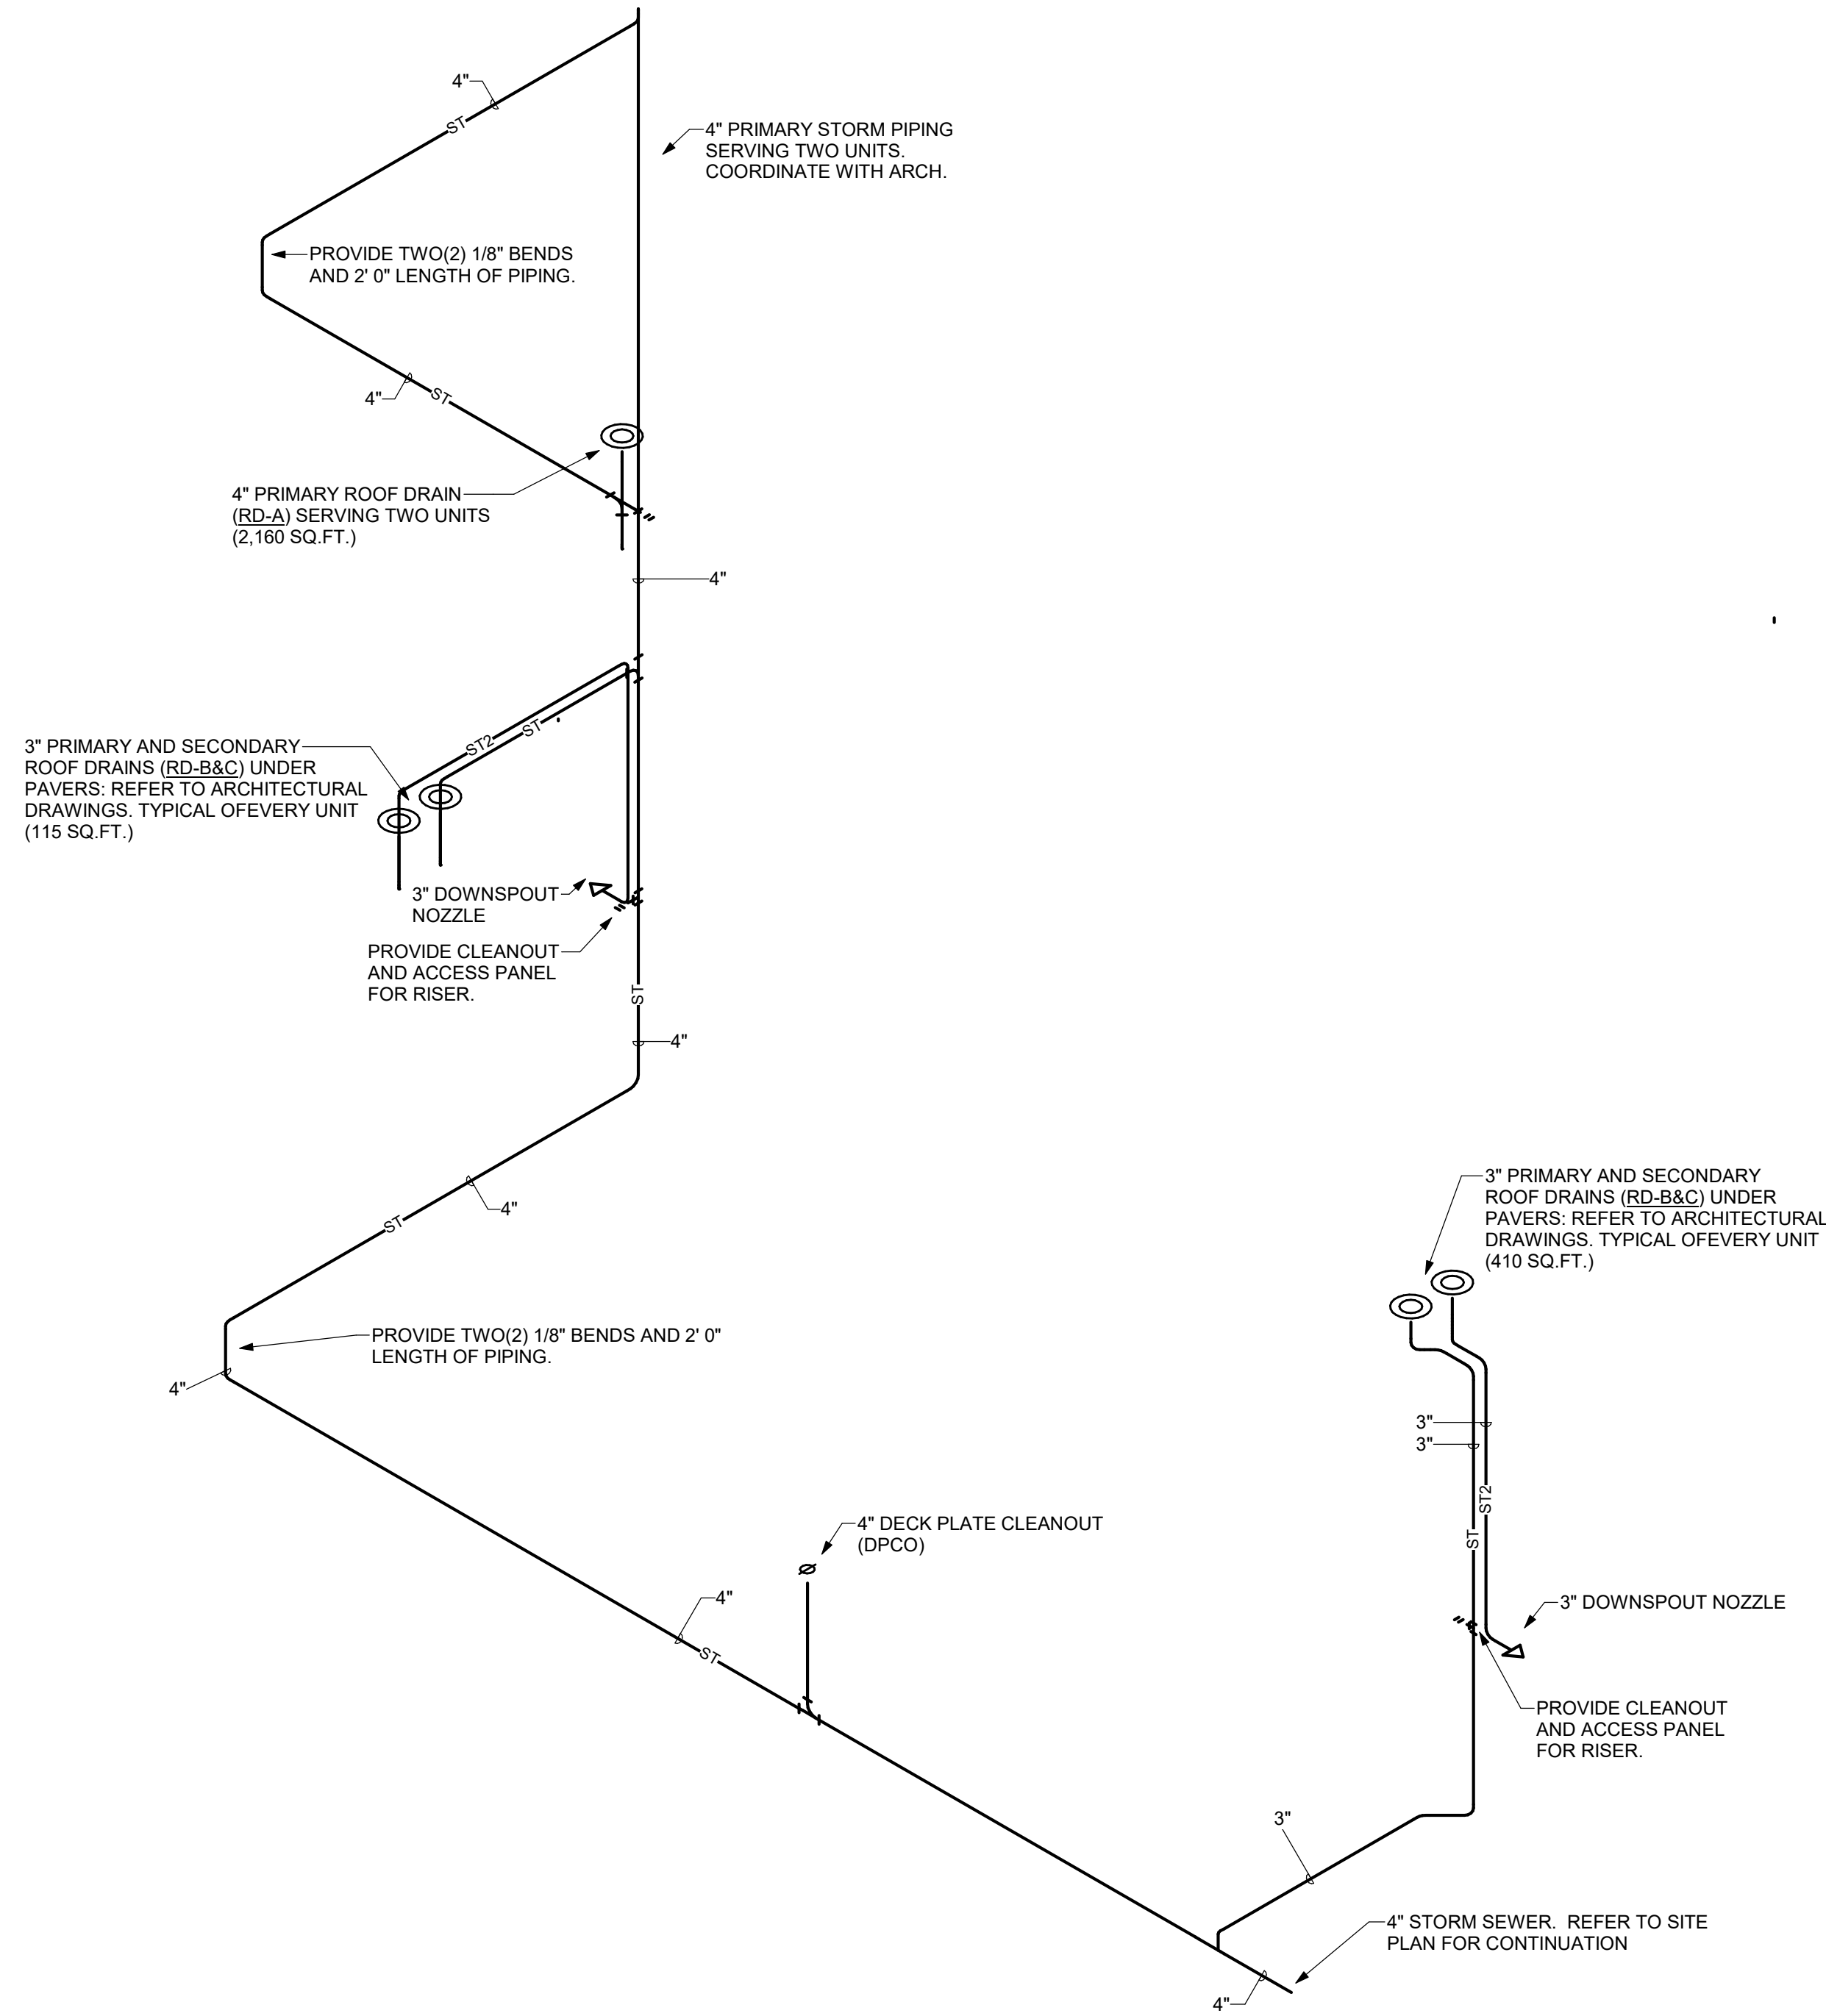 4"
ST
4" PRIMARY STORM PIPING
SERVING TWO UNITS.
COORDINATE WITH ARCH.
PROVIDE TWO(2) 1/8" BENDS
AND 2' 0" LENGTH OF PIPING.
4"
ST
4" PRIMARY ROOF DRAIN
(RD-A) SERVING TWO UNITS
(2,160 SQ.FT.)
4"
ST2
ST
3" PRIMARY AND SECONDARY
ROOF DRAINS (RD-B&C) UNDER
PAVERS: REFER TO ARCHITECTURAL
DRAWINGS. TYPICAL OFEVERY UNIT
(115 SQ.FT.)
3" DOWNSPOUT
NOZZLE
PROVIDE CLEANOUT
AND ACCESS PANEL
FOR RISER.
ST
4"
4"
ST
3" PRIMARY AND SECONDARY
ROOF DRAINS (RD-B&C) UNDER
PAVERS: REFER TO ARCHITECTURAL
DRAWINGS. TYPICAL OFEVERY UNIT
(410 SQ.FT.)
PROVIDE TWO(2) 1/8" BENDS AND 2' 0"
LENGTH OF PIPING.
4"
3"
3"
ST2
ST
4" DECK PLATE CLEANOUT
(DPCO)
4"
ST
3" DOWNSPOUT NOZZLE
PROVIDE CLEANOUT
AND ACCESS PANEL
FOR RISER.
3"
4" STORM SEWER.  REFER TO SITE
PLAN FOR CONTINUATION
4"